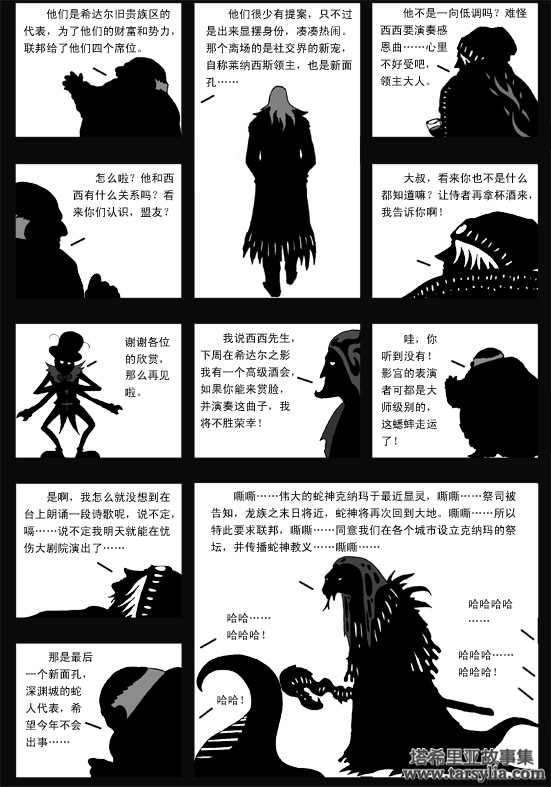 他们是希达尔旧贵族区的
代表，为了他们的财富和势力，
联邦给了他们四个席位。
他们很少有提案，只不过
是出来显摆身份，凑凑热闹。
那个离场的是社交界的新宠，
自称莱纳西斯领主，也是新面
孔……
他不是一向低调吗？难怪
西西要演奏感
恩曲……心里
不好受吧，
领主大人。
怎么啦？他和西
西有什么关系吗？看
来你们认识，盟友？
大叔，看来你也不是什么
都知道嘛？让侍者再拿杯酒来，
我告诉你啊！
谢谢各位
的欣赏，
那么再见
啦。
我说西西先生，
下周在希达尔之影
我有一个高级酒会，
如果你能来赏脸，
并演奏这曲子，我
将不胜荣幸！
哇，你
听到没有！
影宫的表演
者可都是大
师级别的，
这蟋蟀走运
了！
是啊，我怎么就没想到在
台上朗诵一段诗歌呢，说不定，
嗝……说不定我明天就能在忧
伤大剧院演出了……
嘶嘶……伟大的蛇神克纳玛于最近显灵，嘶嘶……祭司被
告知，龙族之末日将近，蛇神将再次回到大地。嘶嘶……所以
特此要求联邦，嘶嘶……同意我们在各个城市设立克纳玛的祭
坛，并传播蛇神教义……嘶嘶……
哈哈……
哈哈哈！
哈哈哈哈
……
哈哈哈……
哈哈哈！
哈哈！
那是最后
一个新面孔，
深渊城的蛇
人代表，希
望今年不会
出事……
塔希里亚故事集
www.tarsylia.com